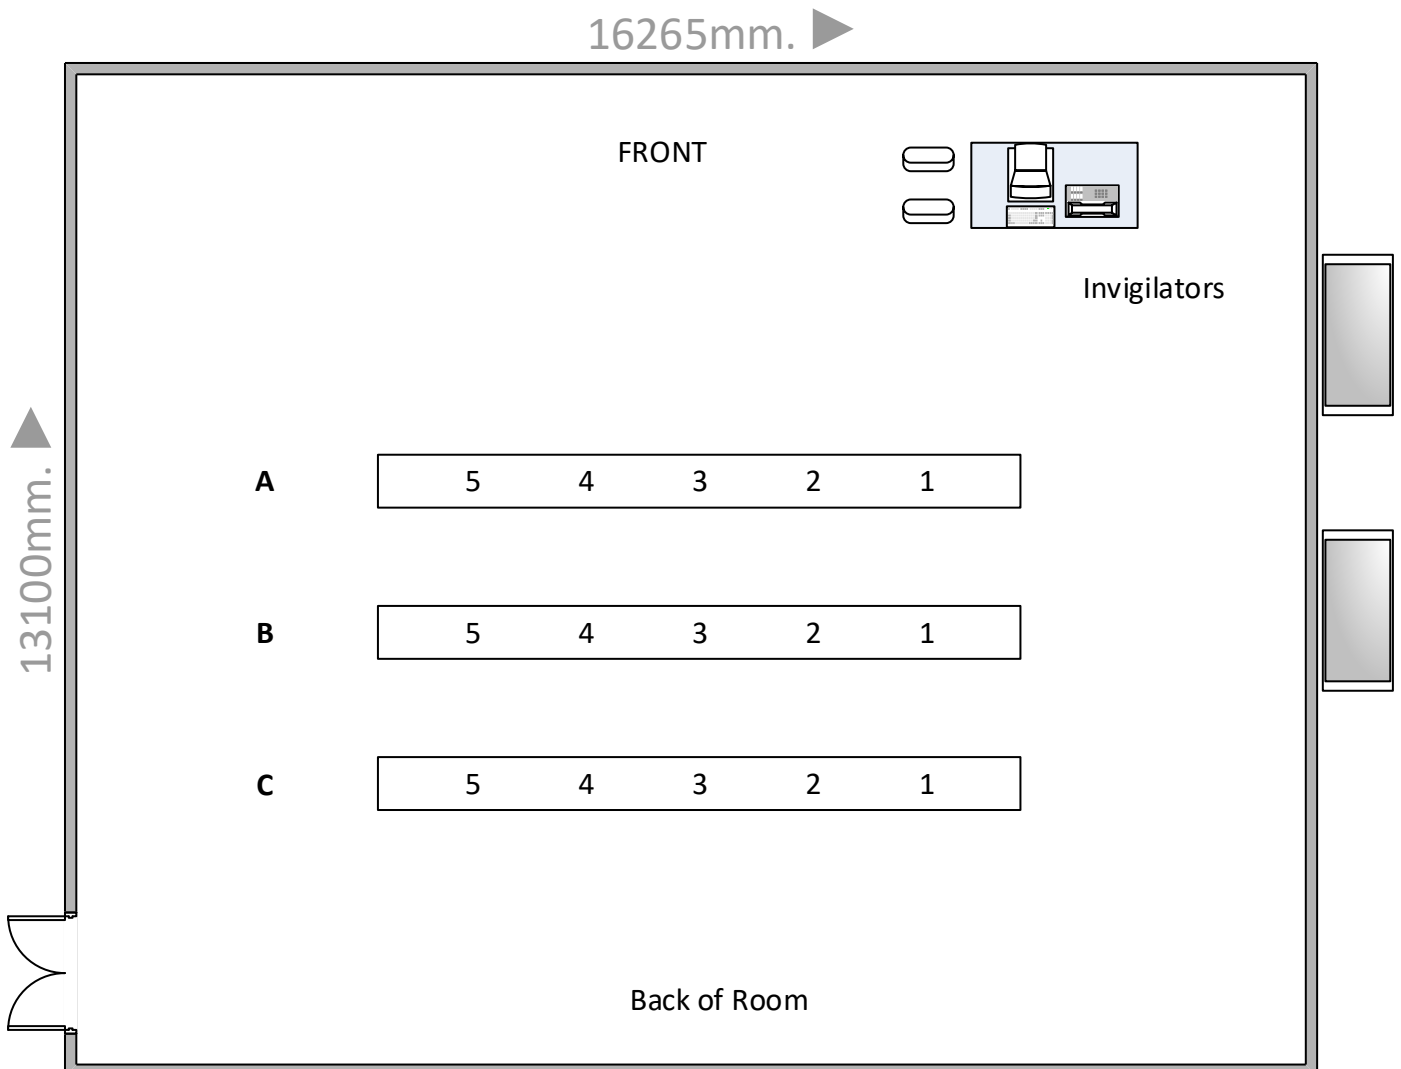 16265mm.
FRONT
Invigilators
13100mm.
A 5 4 3 2 1
B 5 4 3 2 1
C 5 4 3 2 1
Back of Room